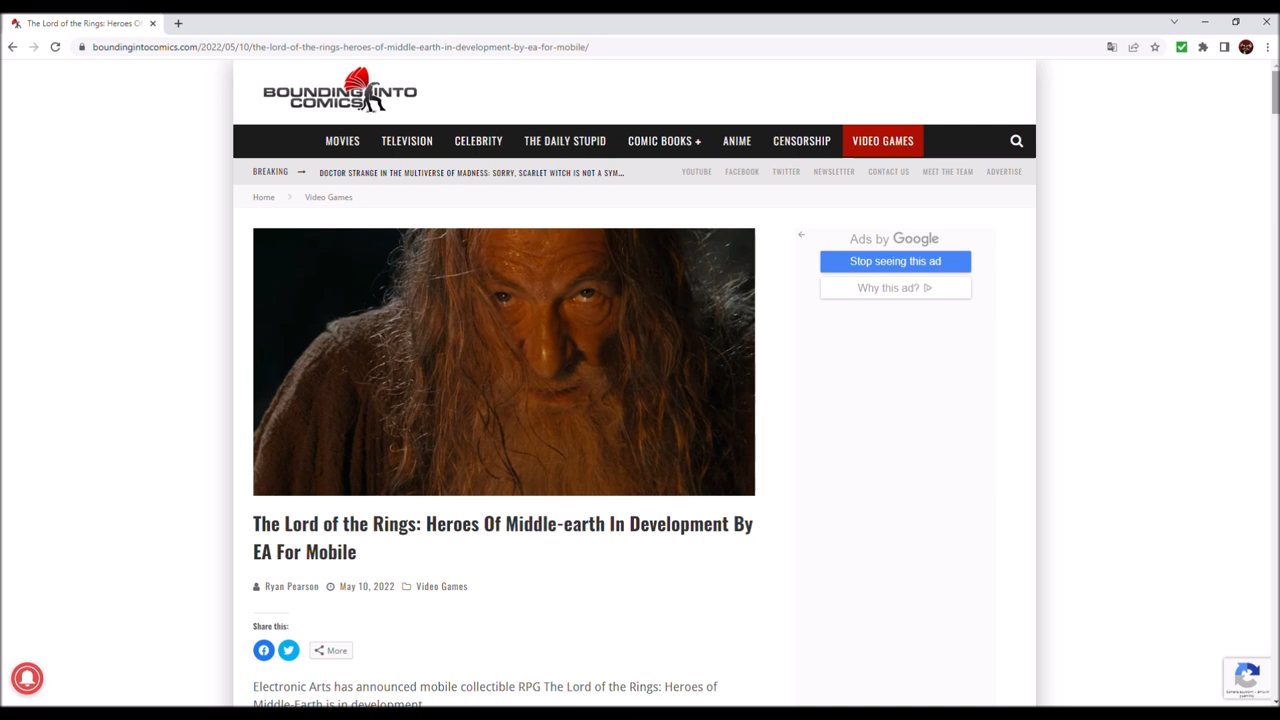 The Lord of the Rings: Heroes Of
boundingintocomics.com/2022/05/10/the-lord-of-the-rings-heroes-of-middle-earth-in-development-by-ea-for-mobile/
BOUNDING INTO
COMICS
MOVIES TELEVISION CELEBRITY THE DAILY STUPID COMIC BOOKS + ANIME CENSORSHIP VIDEO GAMES
BREAKING → DOCTOR STRANGE IN THE MULTIVERSE OF MADNESS: SORRY, SCARLET WITCH IS NOT A SYM... YOUTUBE FACEBOOK TWITTER NEWSLETTER CONTACT US MEET THE TEAM ADVERTISE
Home > Video Games
Ads by Google
Stop seeing this ad
Why this ad?
The Lord of the Rings: Heroes Of Middle-earth In Development By
EA For Mobile
Ryan Pearson May 10, 2022 Video Games
Share this:
More
Electronic Arts has announced mobile collectible RPG The Lord of the Rings: Heroes of
Middle-Earth is in development